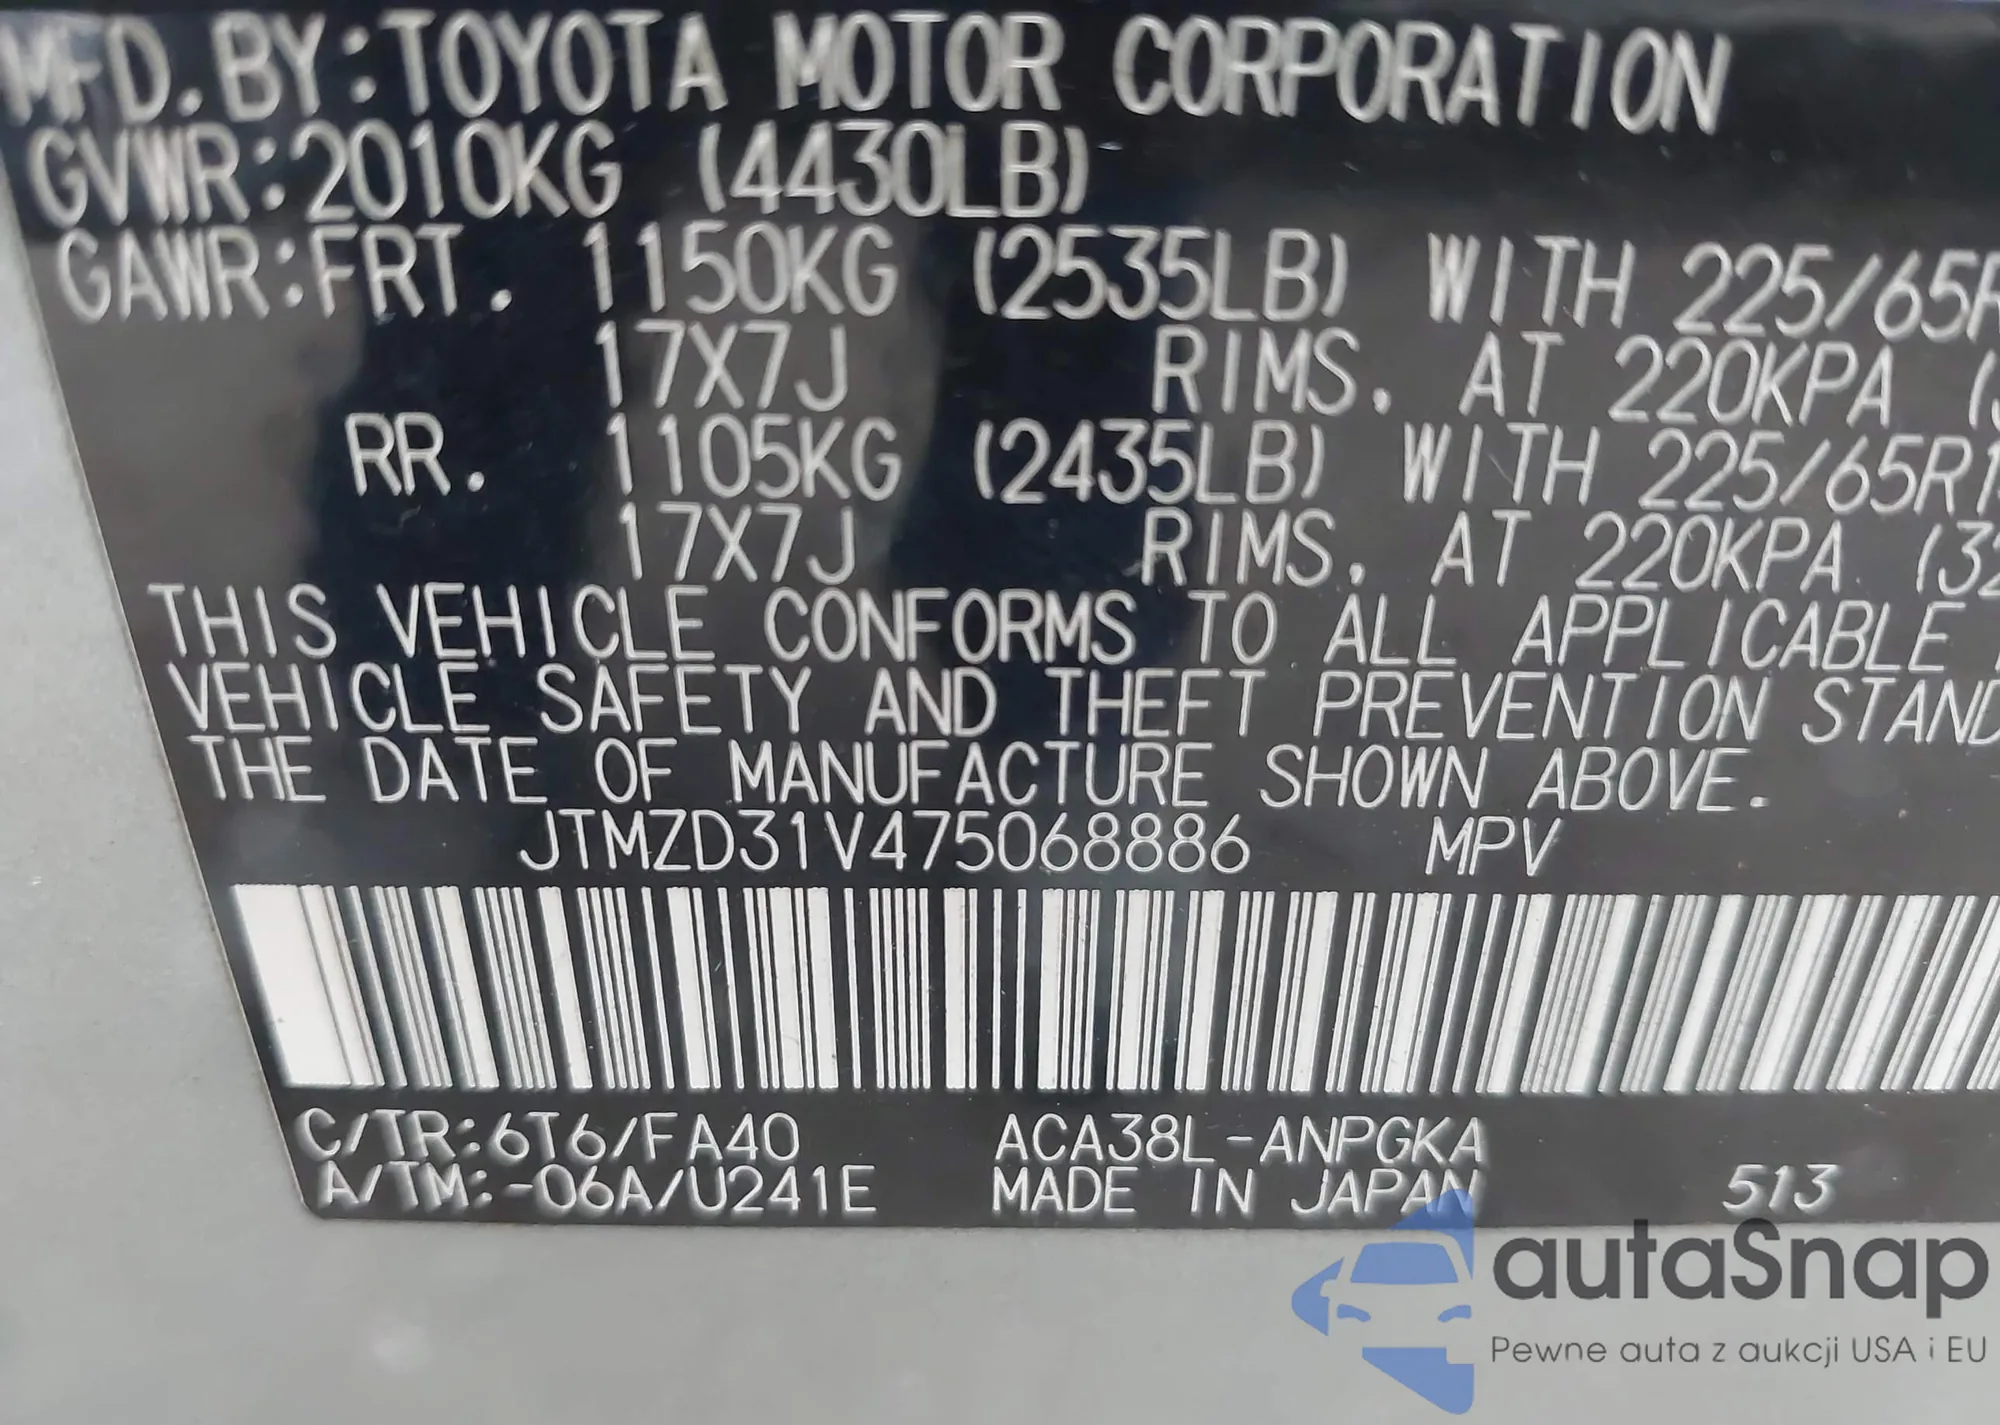 MFD. BY:TOYOTA MOTOR CORPORATION
GVWR:2010KG (4430LB)
GAWR:FRT. 1150KG (2535LB) WITH 225/65R
17X7J RIMS, AT 220KPA (3
RR. 1105KG (2435LB) WITH 225/65R1
17X7J RIMS, AT 220KPA (32
THIS VEHICLE CONFORMS TO ALL APPLICABLE
VEHICLE SAFETY AND THEFT PREVENTION STAND
THE DATE OF MANUFACTURE SHOWN ABOVE.
JTMZD31V475068886 MPV
C/TR:6T6/FA40 ACA38L-ANPGKA
A/TM:-06A/U241E MADE IN JAPAN 513
autaSnap
Pewne auta z aukcji USA i EU